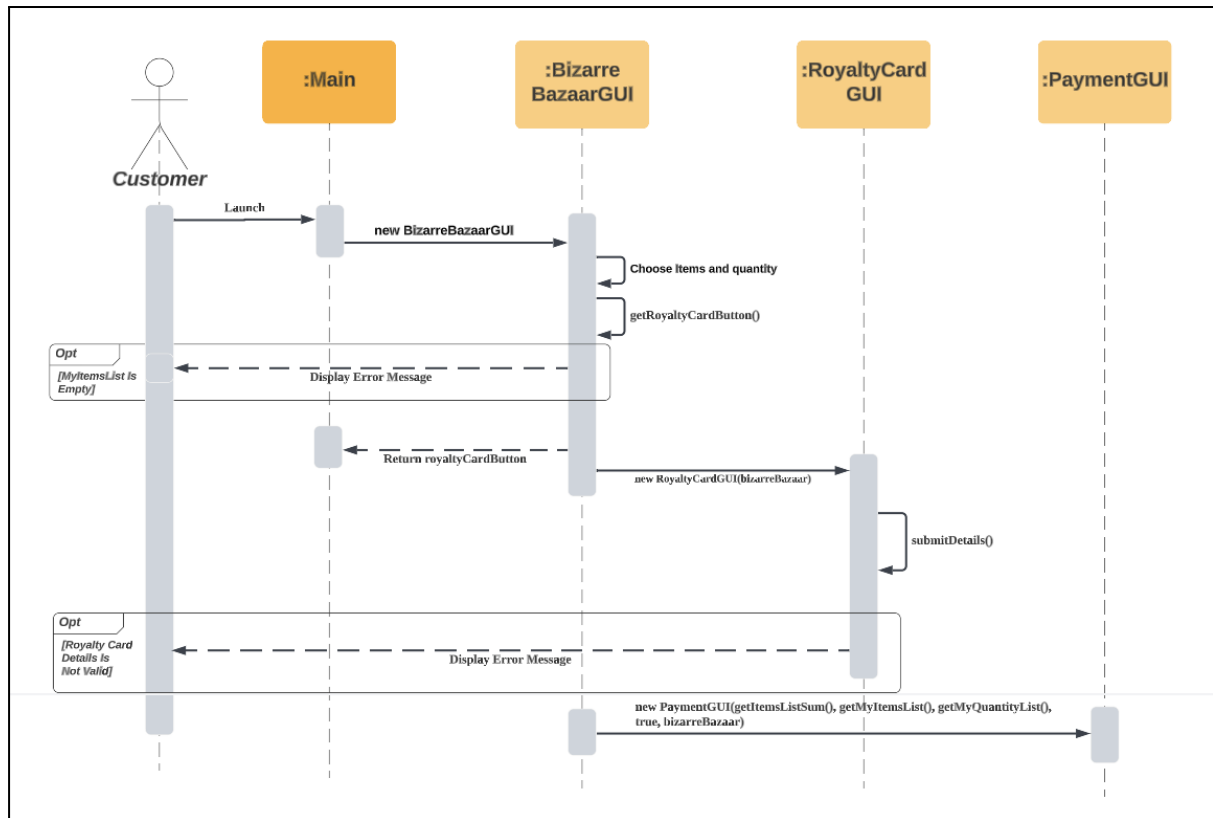 :Main
:Bizarre
BazaarGUI
:RoyaltyCard
GUI
:PaymentGUI
Customer
Launch
new BizarreBazaarGUI
Choose Items and quantity
getRoyaltyCardButton()
Opt
[MyItemsList Is
Empty]
Display Error Message
Return royaltyCardButton
new RoyaltyCardGUI(bizarreBazaar)
submitDetails()
Opt
[Royalty Card
Details Is
Not Valid]
Display Error Message
new PaymentGUI(getItemsListSum(), getMyItemsList(), getMyQuantityList(),
true, bizarreBazaar)